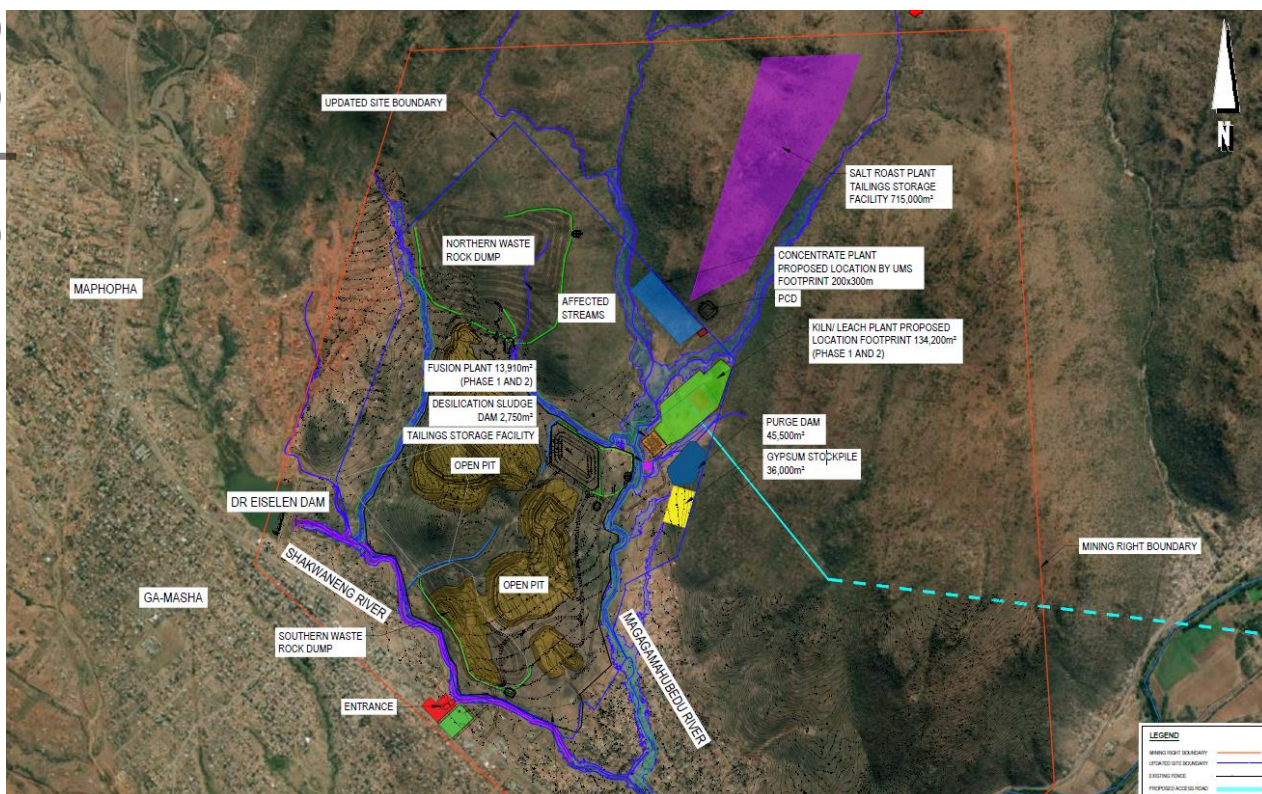 UPDATED SITE BOUNDARY
N
SALT ROAST PLANT
TAILINGS STORAGE
FACILITY 715,000m²
NORTHERN WASTE
ROCK DUMP
CONCENTRATE PLANT
PROPOSED LOCATION BY UMS
FOOTPRINT 200x300m
MAPHOPHA
PCD
AFFECTED
STREAMS
KILN/ LEACH PLANT PROPOSED
LOCATION FOOTPRINT 134,200m²
(PHASE 1 AND 2)
FUSION PLANT 13,910m²
(PHASE 1 AND 2)
DESILICATION SLUDGE
DAM 2,750m²
TAILINGS STORAGE FACILITY
PURGE DAM
45,500m²
GYPSUM STOCKPILE
36,000m²
OPEN PIT
DR EISELEN DAM
SHAKWANENG RIVER
MINING RIGHT BOUNDARY
OPEN PIT
GA-MASHA
SOUTHERN WASTE
ROCK DUMP
MAGAGAMAHUBEDU RIVER
ENTRANCE
LEGEND
MINING RIGHT BOUNDARY
UPDATED SITE BOUNDARY
EXISTING FENCE
PROPOSED ACCESS ROAD